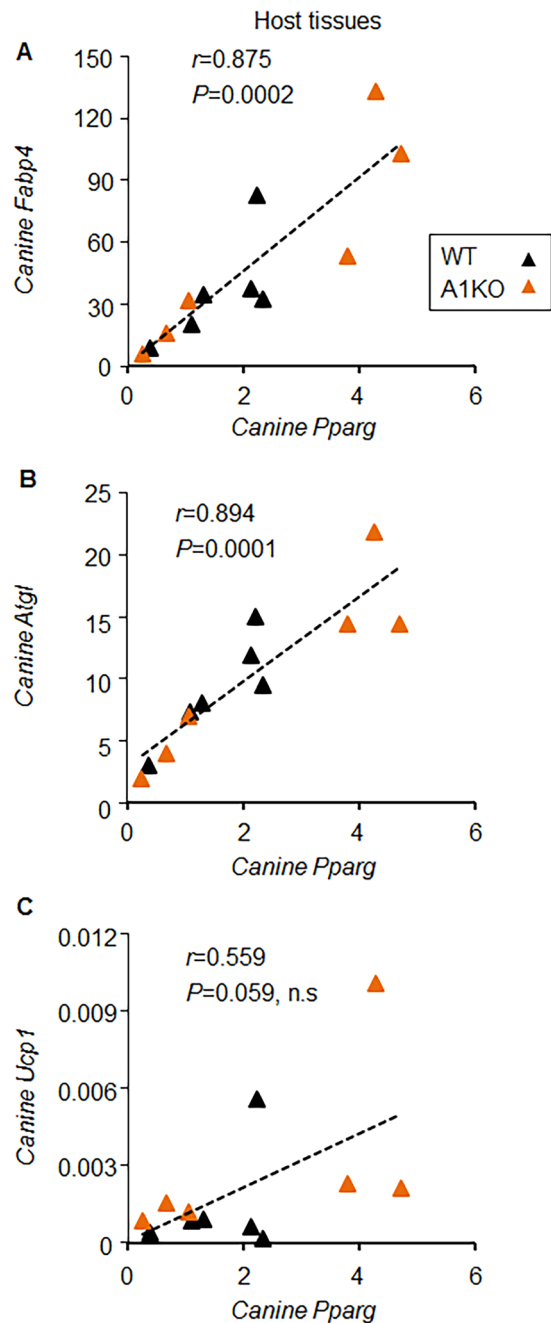 Host tissues
A
r=0.875
P=0.0002
150
120
90
60
30
0
Canine Fabp4
WT
A1KO
0 2 4 6
Canine Pparg
B
r=0.894
P=0.0001
25
20
15
10
5
0
Canine Atgl
0 2 4 6
Canine Pparg
C
r=0.559
P=0.059, n.s
0.012
0.009
0.006
0.003
0
Canine Ucp1
0 2 4 6
Canine Pparg